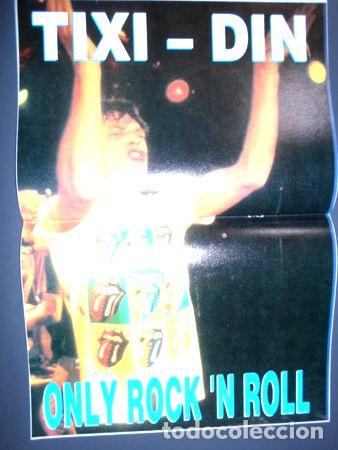 TIXI - DIN
ONLY ROCK 'N ROLL
todocoleccion